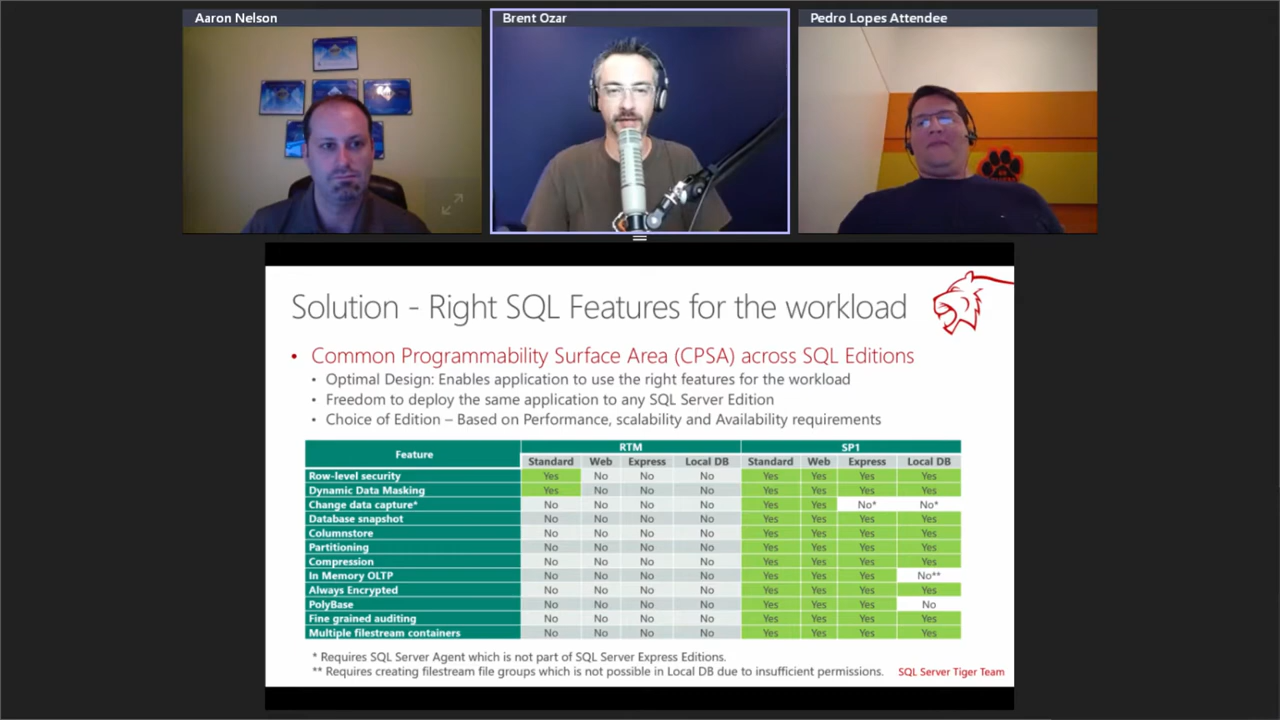 Aaron Nelson
Brent Ozar
Pedro Lopes Attendee
Solution - Right SQL Features for the workload
• Common Programmability Surface Area (CPSA) across SQL Editions
• Optimal Design: Enables application to use the right features for the workload
• Freedom to deploy the same application to any SQL Server Edition
• Choice of Edition – Based on Performance, scalability and Availability requirements
Feature RTM SP1
Standard Web Express Local DB Standard Web Express Local DB
Row-level security Yes No No No Yes Yes Yes Yes
Dynamic Data Masking Yes No No No Yes Yes Yes Yes
Change data capture* No No No No Yes Yes No* No*
Database snapshot No No No No Yes Yes Yes Yes
Columnstore No No No No Yes Yes Yes Yes
Partitioning No No No No Yes Yes Yes Yes
Compression No No No No Yes Yes Yes Yes
In Memory OLTP No No No No Yes Yes Yes No**
Always Encrypted No No No No Yes Yes Yes Yes
PolyBase No No No No Yes Yes Yes No
Fine grained auditing No No No No Yes Yes Yes Yes
Multiple filestream containers No No No No Yes Yes Yes Yes
* Requires SQL Server Agent which is not part of SQL Server Express Editions.
** Requires creating filestream file groups which is not possible in Local DB due to insufficient permissions.
SQL Server Tiger Team